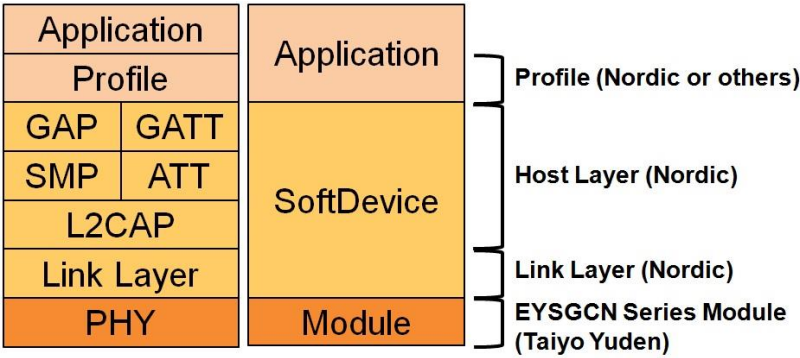 Application
Profile
GAP GATT
SMP ATT
L2CAP
Link Layer
PHY
Application
SoftDevice
Module
Profile (Nordic or others)
Host Layer (Nordic)
Link Layer (Nordic)
EYSGCN Series Module
(Taiyo Yuden)